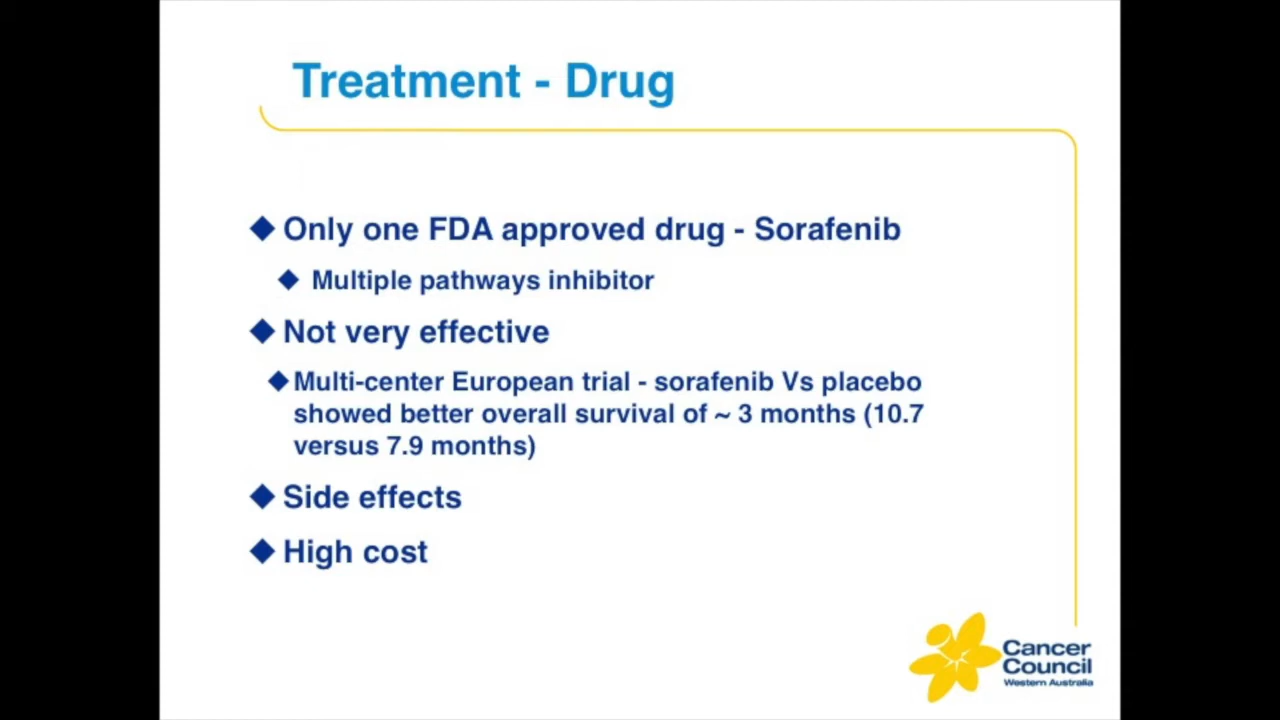 Treatment - Drug
Only one FDA approved drug - Sorafenib
Multiple pathways inhibitor
Not very effective
Multi-center European trial - sorafenib Vs placebo
showed better overall survival of ~ 3 months (10.7
versus 7.9 months)
Side effects
High cost
Cancer
Council
Western Australia